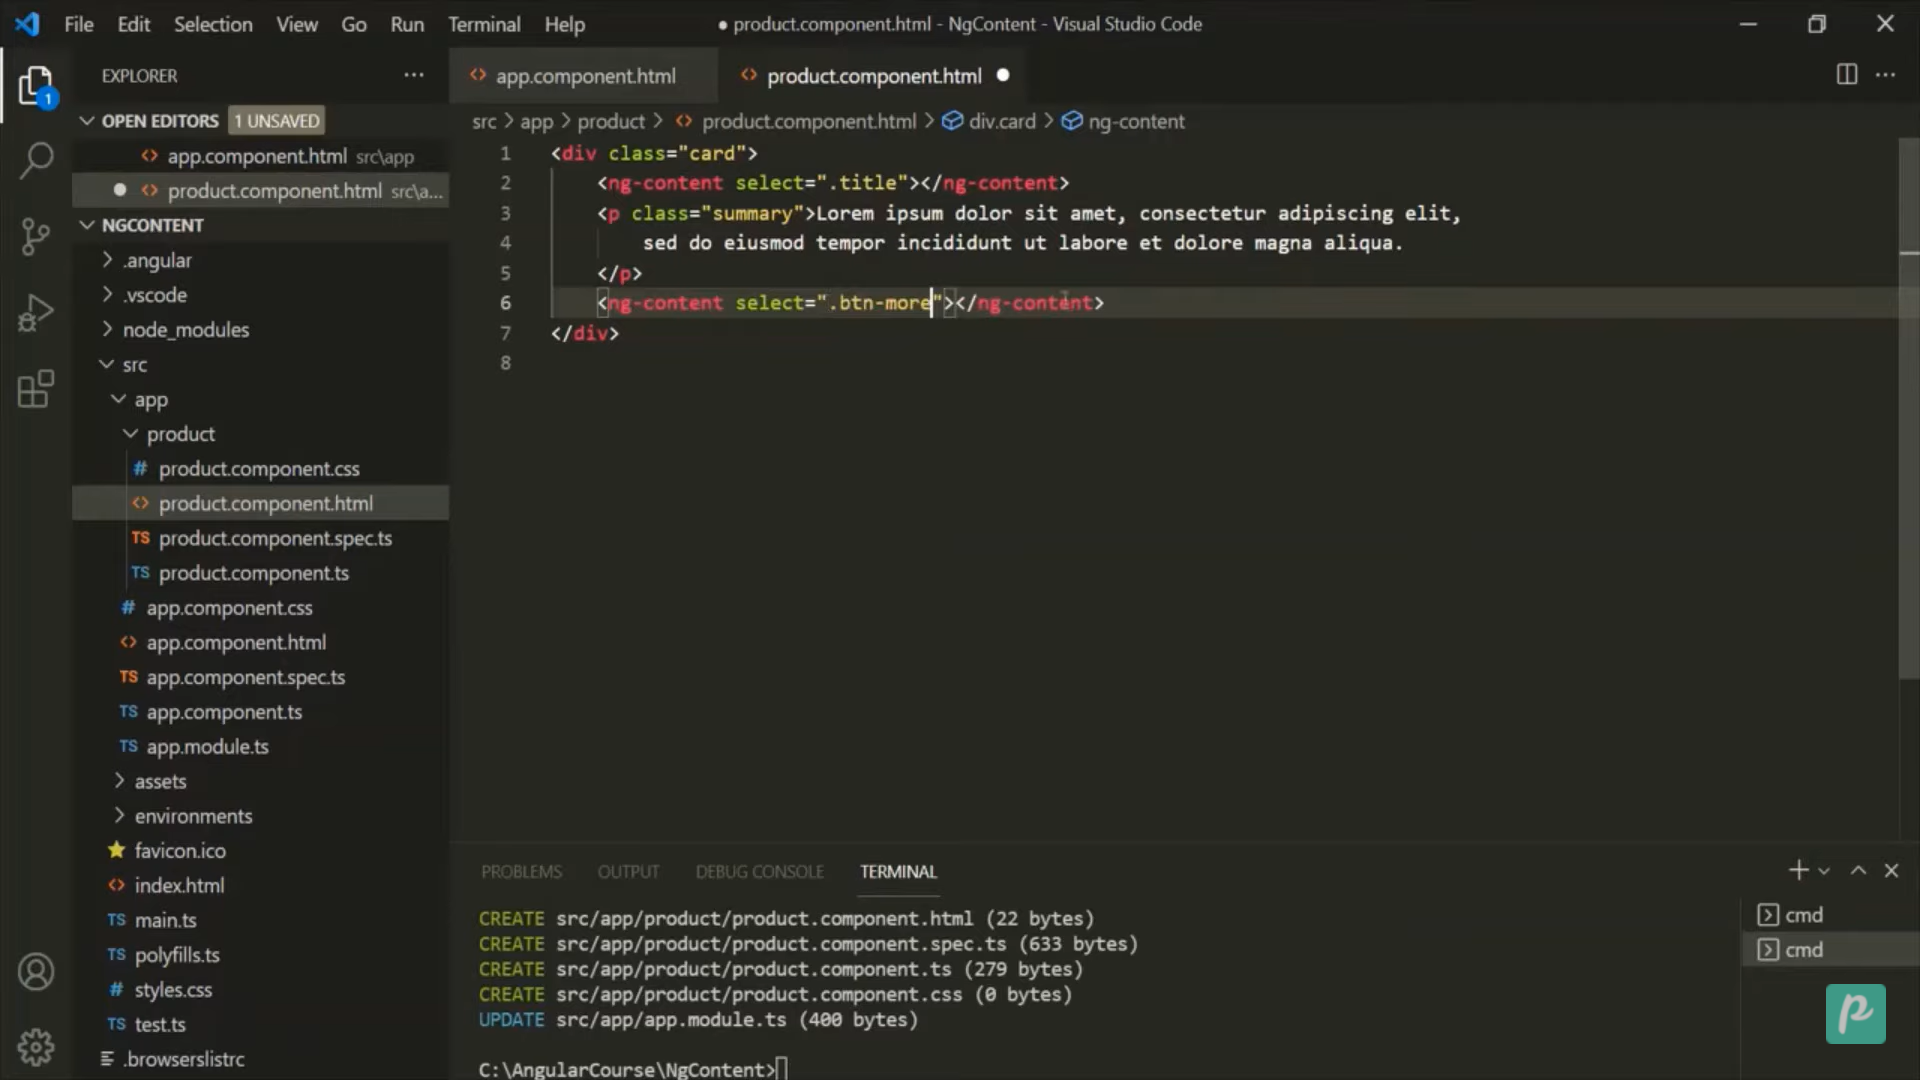 File Edit Selection View Go Run Terminal Help
● product.component.html - NgContent - Visual Studio Code
EXPLORER
1
OPEN EDITORS 1 UNSAVED
app.component.html src\app
product.component.html src\a...
NGCONTENT
.angular
.vscode
node_modules
src
app
product
product.component.css
product.component.html
product.component.spec.ts
product.component.ts
app.component.css
app.component.html
app.component.spec.ts
app.component.ts
app.module.ts
assets
environments
favicon.ico
index.html
main.ts
polyfills.ts
styles.css
test.ts
.browserslistrc
app.component.html
product.component.html
src > app > product > product.component.html > div.card > ng-content
1 <div class="card">
2 <ng-content select=".title"></ng-content>
3 <p class="summary">Lorem ipsum dolor sit amet, consectetur adipiscing elit,
4 sed do eiusmod tempor incididunt ut labore et dolore magna aliqua.
5 </p>
6 <ng-content select=".btn-more"></ng-content>
7 </div>
8
PROBLEMS OUTPUT DEBUG CONSOLE TERMINAL
CREATE src/app/product/product.component.html (22 bytes)
CREATE src/app/product/product.component.spec.ts (633 bytes)
CREATE src/app/product/product.component.ts (279 bytes)
CREATE src/app/product/product.component.css (0 bytes)
UPDATE src/app/app.module.ts (400 bytes)
C:\AngularCourse\NgContent>
cmd
cmd
p